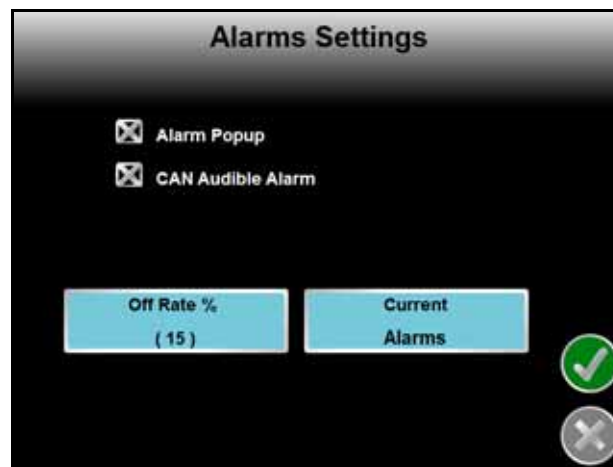 Alarms Settings
Alarm Popup
CAN Audible Alarm
Off Rate %
( 15 )
Current
Alarms